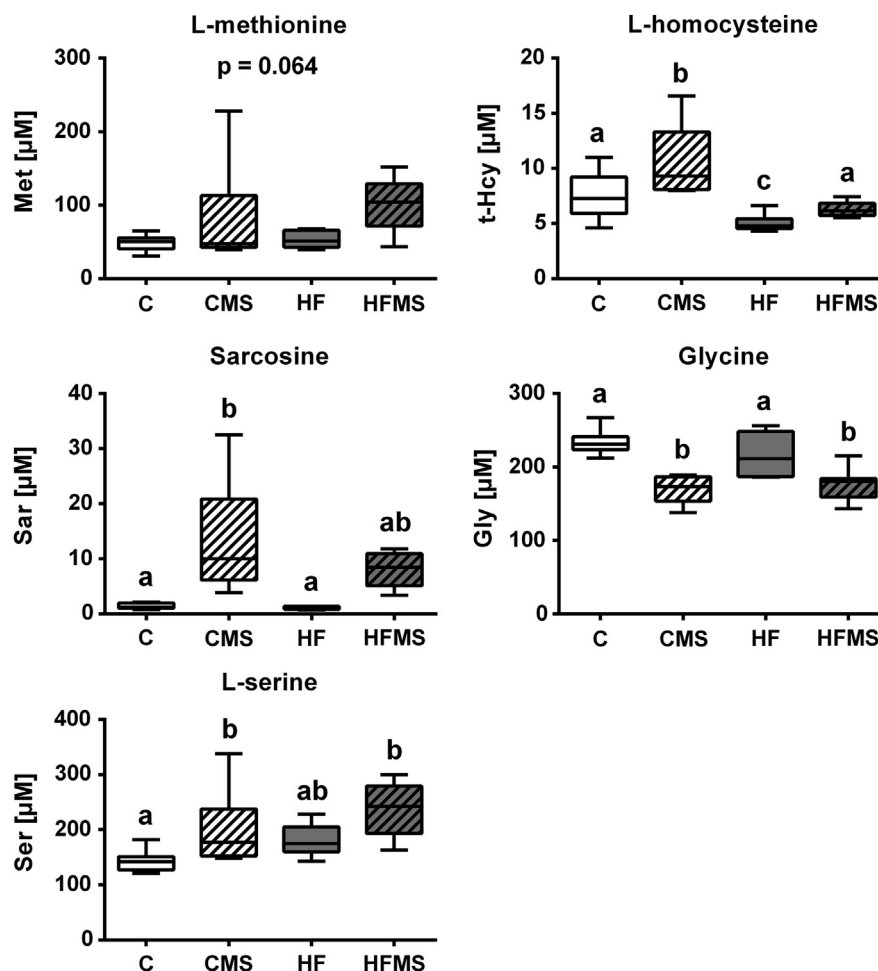 L-methionine
p = 0.064
Met [µM]
300
200
100
0
C CMS HF HFMS
L-homocysteine
t-Hcy [µM]
20
15
10
5
0
a b c a
C CMS HF HFMS
Sarcosine
Sar [µM]
40
30
20
10
0
a b a ab
C CMS HF HFMS
Glycine
Gly [µM]
300
200
100
0
a b a b
C CMS HF HFMS
L-serine
Ser [µM]
400
300
200
100
0
a b ab b
C CMS HF HFMS